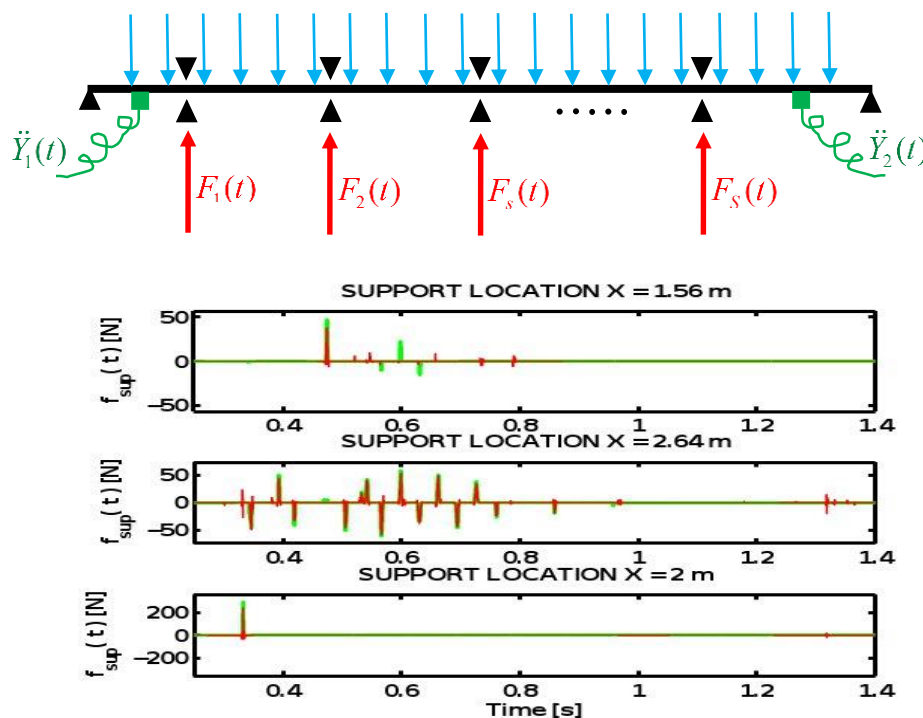 Ÿ₁(t) Ÿ₂(t)
F₁(t) F₂(t) Fₛ(t) F_S(t)
SUPPORT LOCATION X = 1.56 m
f_sup(t) [N]
50
0
−50
0.4 0.6 0.8 1 1.2 1.4
SUPPORT LOCATION X = 2.64 m
f_sup(t) [N]
50
0
−50
0.4 0.6 0.8 1 1.2 1.4
SUPPORT LOCATION X = 2 m
f_sup(t) [N]
200
0
−200
0.4 0.6 0.8 1 1.2 1.4
Time [s]